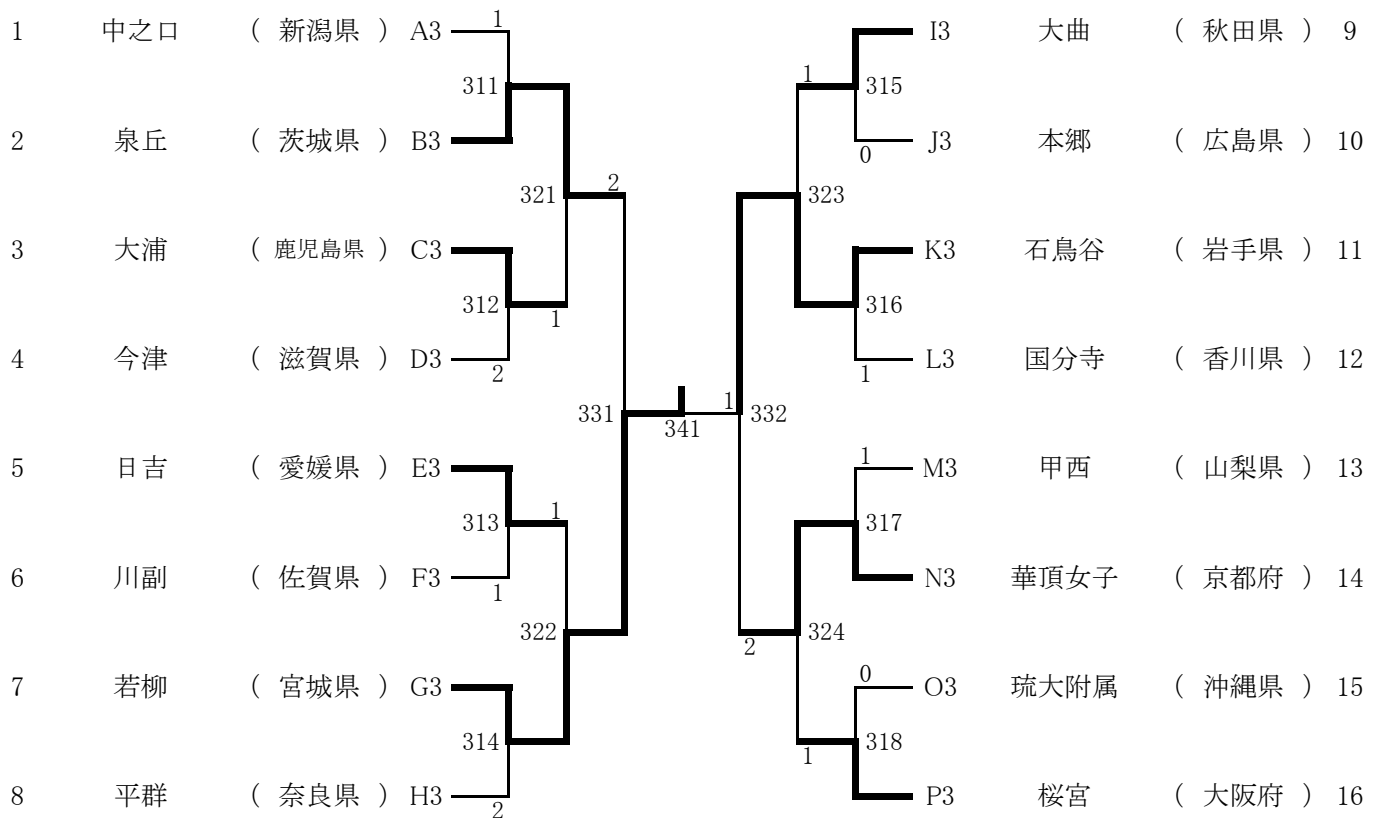 1 中之口 ( 新潟県 ) A3 1 I3 大曲 ( 秋田県 ) 9
311 1 315
2 泉丘 ( 茨城県 ) B3 0 J3 本郷 ( 広島県 ) 10
321 2 323
3 大浦 ( 鹿児島県 ) C3 K3 石鳥谷 ( 岩手県 ) 11
312 1 316
4 今津 ( 滋賀県 ) D3 2 1 L3 国分寺 ( 香川県 ) 12
331 341 1 332
5 日吉 ( 愛媛県 ) E3 1 M3 甲西 ( 山梨県 ) 13
313 1 317
6 川副 ( 佐賀県 ) F3 1 N3 華頂女子 ( 京都府 ) 14
322 2 324
7 若柳 ( 宮城県 ) G3 0 O3 琉大附属 ( 沖縄県 ) 15
314 1 318
8 平群 ( 奈良県 ) H3 2 P3 桜宮 ( 大阪府 ) 16